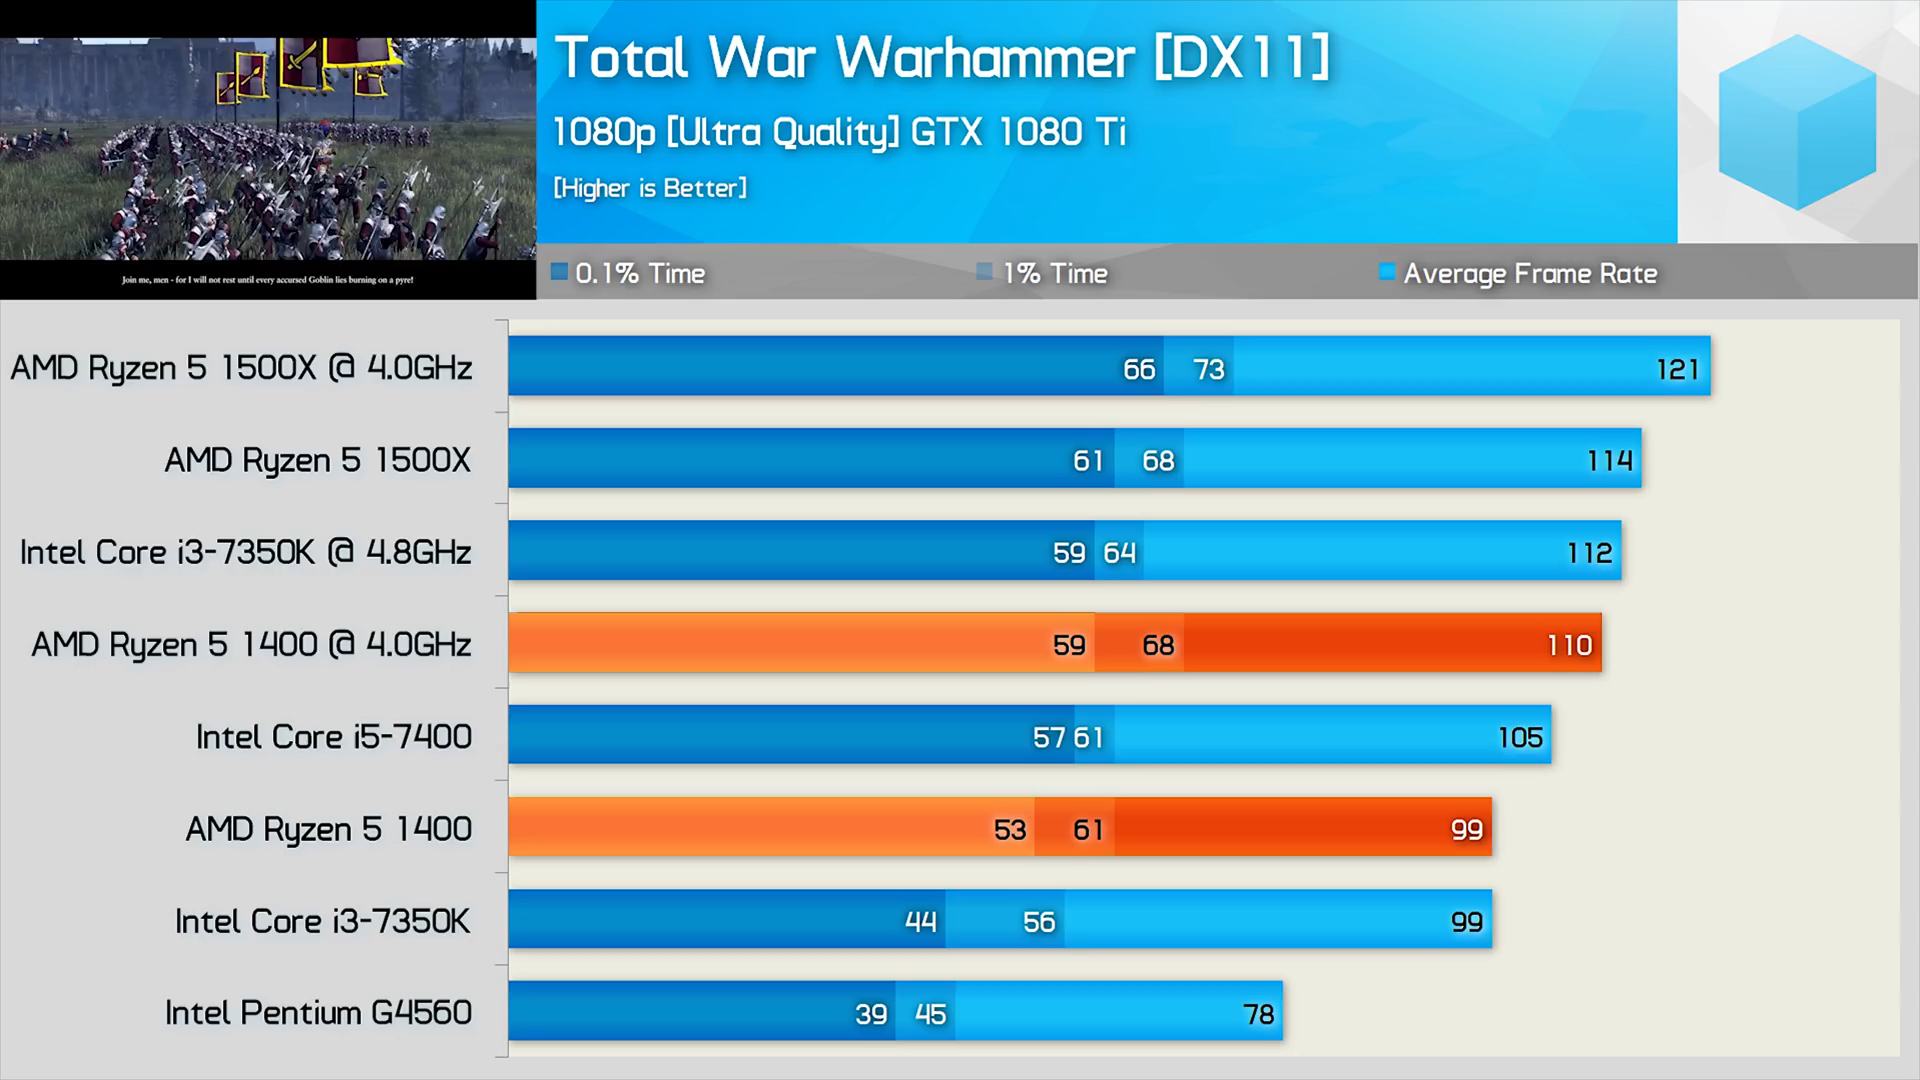 Total War Warhammer [DX11]
1080p [Ultra Quality] GTX 1080 Ti
[Higher is Better]
Join me, men - for I will not rest until every accursed Goblin lies burning on a pyre!
0.1% Time 1% Time Average Frame Rate
AMD Ryzen 5 1500X @ 4.0GHz 66 73 121
AMD Ryzen 5 1500X 61 68 114
Intel Core i3-7350K @ 4.8GHz 59 64 112
AMD Ryzen 5 1400 @ 4.0GHz 59 68 110
Intel Core i5-7400 57 61 105
AMD Ryzen 5 1400 53 61 99
Intel Core i3-7350K 44 56 99
Intel Pentium G4560 39 45 78